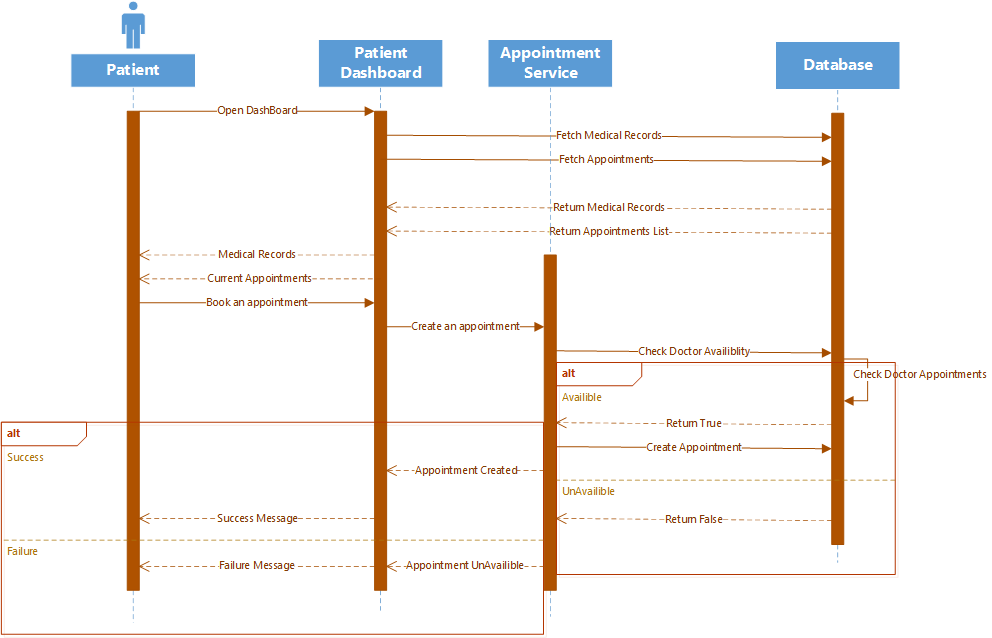 Patient
Patient
Dashboard
Appointment
Service
Database
Open DashBoard
Fetch Medical Records
Fetch Appointments
Return Medical Records
Return Appointments List
Medical Records
Current Appointments
Book an appointment
Create an appointment
Check Doctor Availiblity
alt
Check Doctor Appointments
Availible
Return True
alt
Create Appointment
Success
Appointment Created
UnAvailible
Success Message
Return False
Failure
Failure Message
Appointment UnAvailible